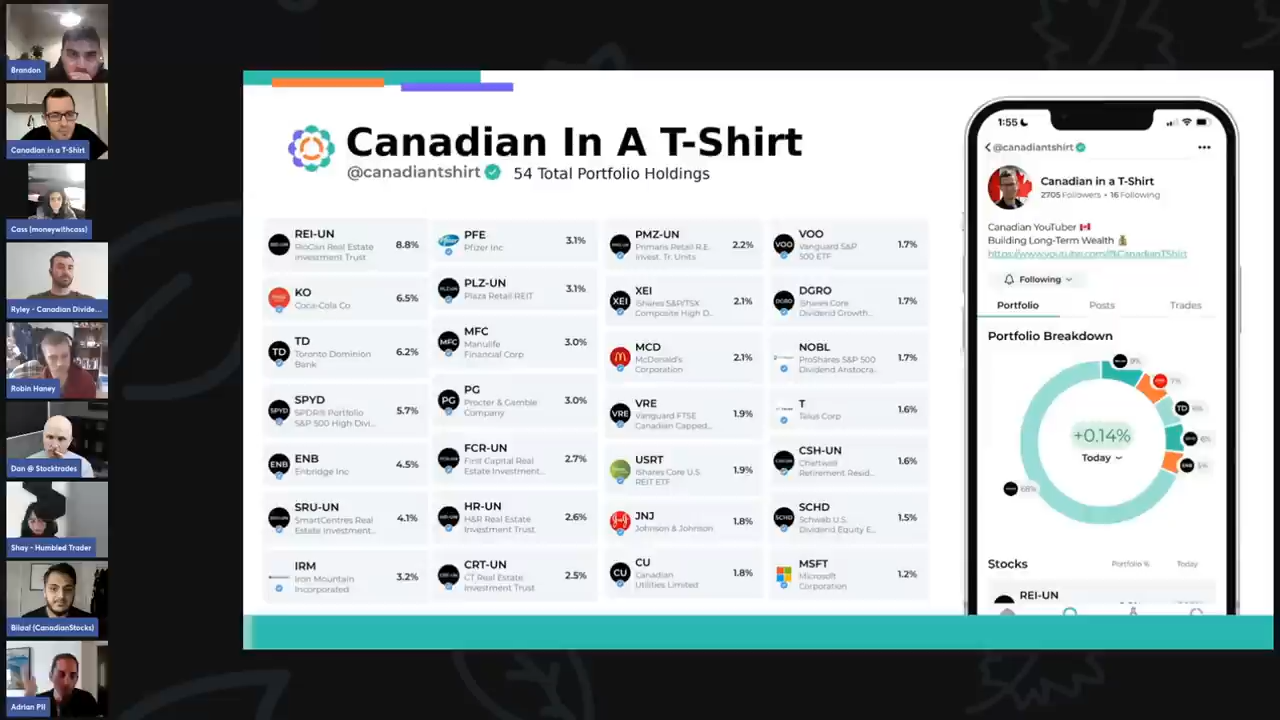 Brandon
Canadian in a T-Shirt
Cass (moneywithcass)
Ryley - Canadian Divide...
Robin Haney
Dan @ Stocktrades
Shay - Humbled Trader
Bilaal (CanadianStocks)
Adrian Pll
Canadian In A T-Shirt
@canadiantshirt
54 Total Portfolio Holdings
REI-UN
RioCan Real Estate
Investment Trust
8.8%
KO
Coca-Cola Co
6.5%
TD
Toronto Dominion
Bank
6.2%
SPYD
SPDR® Portfolio
S&P 500 High Divi...
5.7%
ENB
Enbridge Inc
4.5%
SRU-UN
SmartCentres Real
Estate Investment...
4.1%
IRM
Iron Mountain
Incorporated
3.2%
PFE
Pfizer Inc
3.1%
PLZ-UN
Plaza Retail REIT
3.1%
MFC
Manulife
Financial Corp
3.0%
PG
Procter & Gamble
Company
3.0%
FCR-UN
First Capital Real
Estate Investment...
2.7%
HR-UN
H&R Real Estate
Investment Trust
2.6%
CRT-UN
CT Real Estate
Investment Trust
2.5%
PMZ-UN
Primaris Retail R.E.
Invest. Tr. Units
2.2%
XEI
iShares S&P/TSX
Composite High D...
2.1%
MCD
McDonald's
Corporation
2.1%
VRE
Vanguard FTSE
Canadian Capped...
1.9%
USRT
iShares Core U.S.
REIT ETF
1.9%
JNJ
Johnson & Johnson
1.8%
CU
Canadian
Utilities Limited
1.8%
VOO
Vanguard S&P
500 ETF
1.7%
DGRO
iShares Core
Dividend Growth...
1.7%
NOBL
ProShares S&P 500
Dividend Aristocra...
1.7%
T
Telus Corp
1.6%
CSH-UN
Chartwell
Retirement Resid...
1.6%
SCHD
Schwab U.S.
Dividend Equity E...
1.5%
MSFT
Microsoft
Corporation
1.2%
1:55
@canadiantshirt
Canadian in a T-Shirt
2705 Followers • 16 Following
Canadian YouTuber
Building Long-Term Wealth
Following
Portfolio Posts Trades
Portfolio Breakdown
9%
7%
TD 6%
6%
ENB 5%
68%
+0.14%
Today
Stocks Portfolio % Today
REI-UN